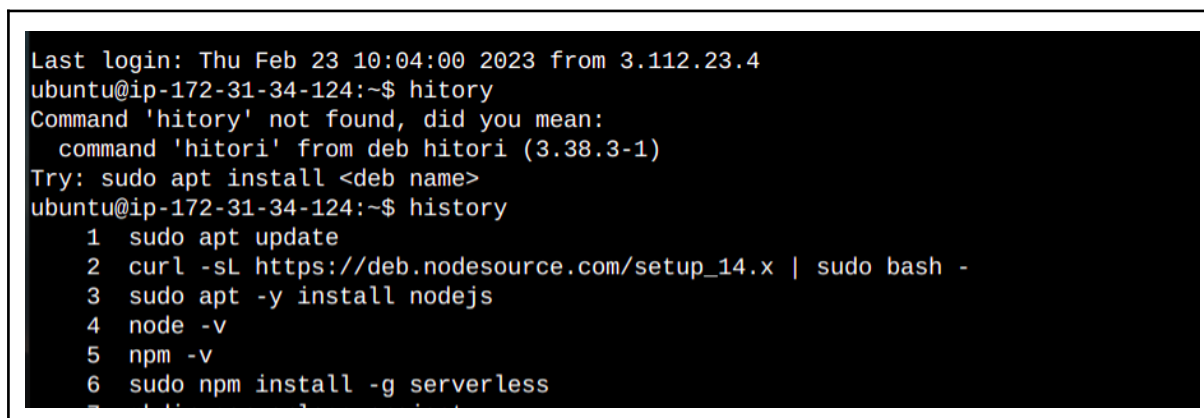 Last login: Thu Feb 23 10:04:00 2023 from 3.112.23.4
ubuntu@ip-172-31-34-124:~$ hitory
Command 'hitory' not found, did you mean:
  command 'hitori' from deb hitori (3.38.3-1)
Try: sudo apt install <deb name>
ubuntu@ip-172-31-34-124:~$ history
    1  sudo apt update
    2  curl -sL https://deb.nodesource.com/setup_14.x | sudo bash -
    3  sudo apt -y install nodejs
    4  node -v
    5  npm -v
    6  sudo npm install -g serverless